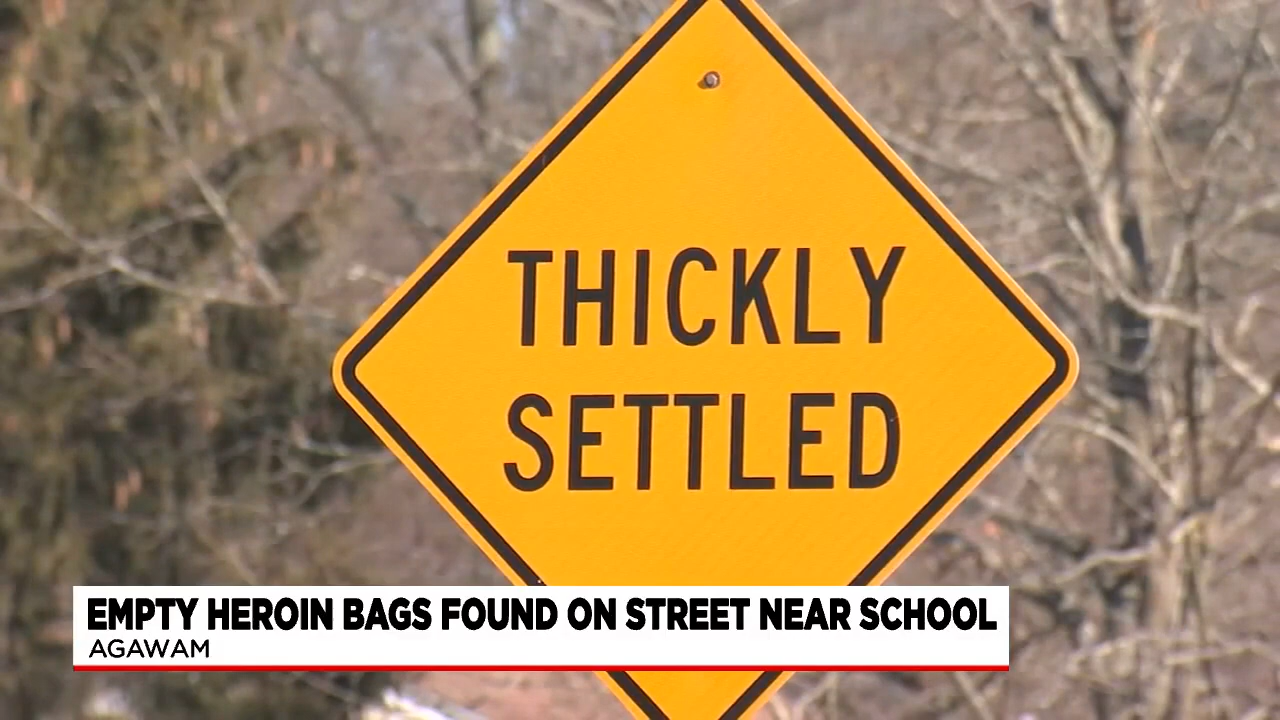 THICKLY
SETTLED
EMPTY HEROIN BAGS FOUND ON STREET NEAR SCHOOL
AGAWAM